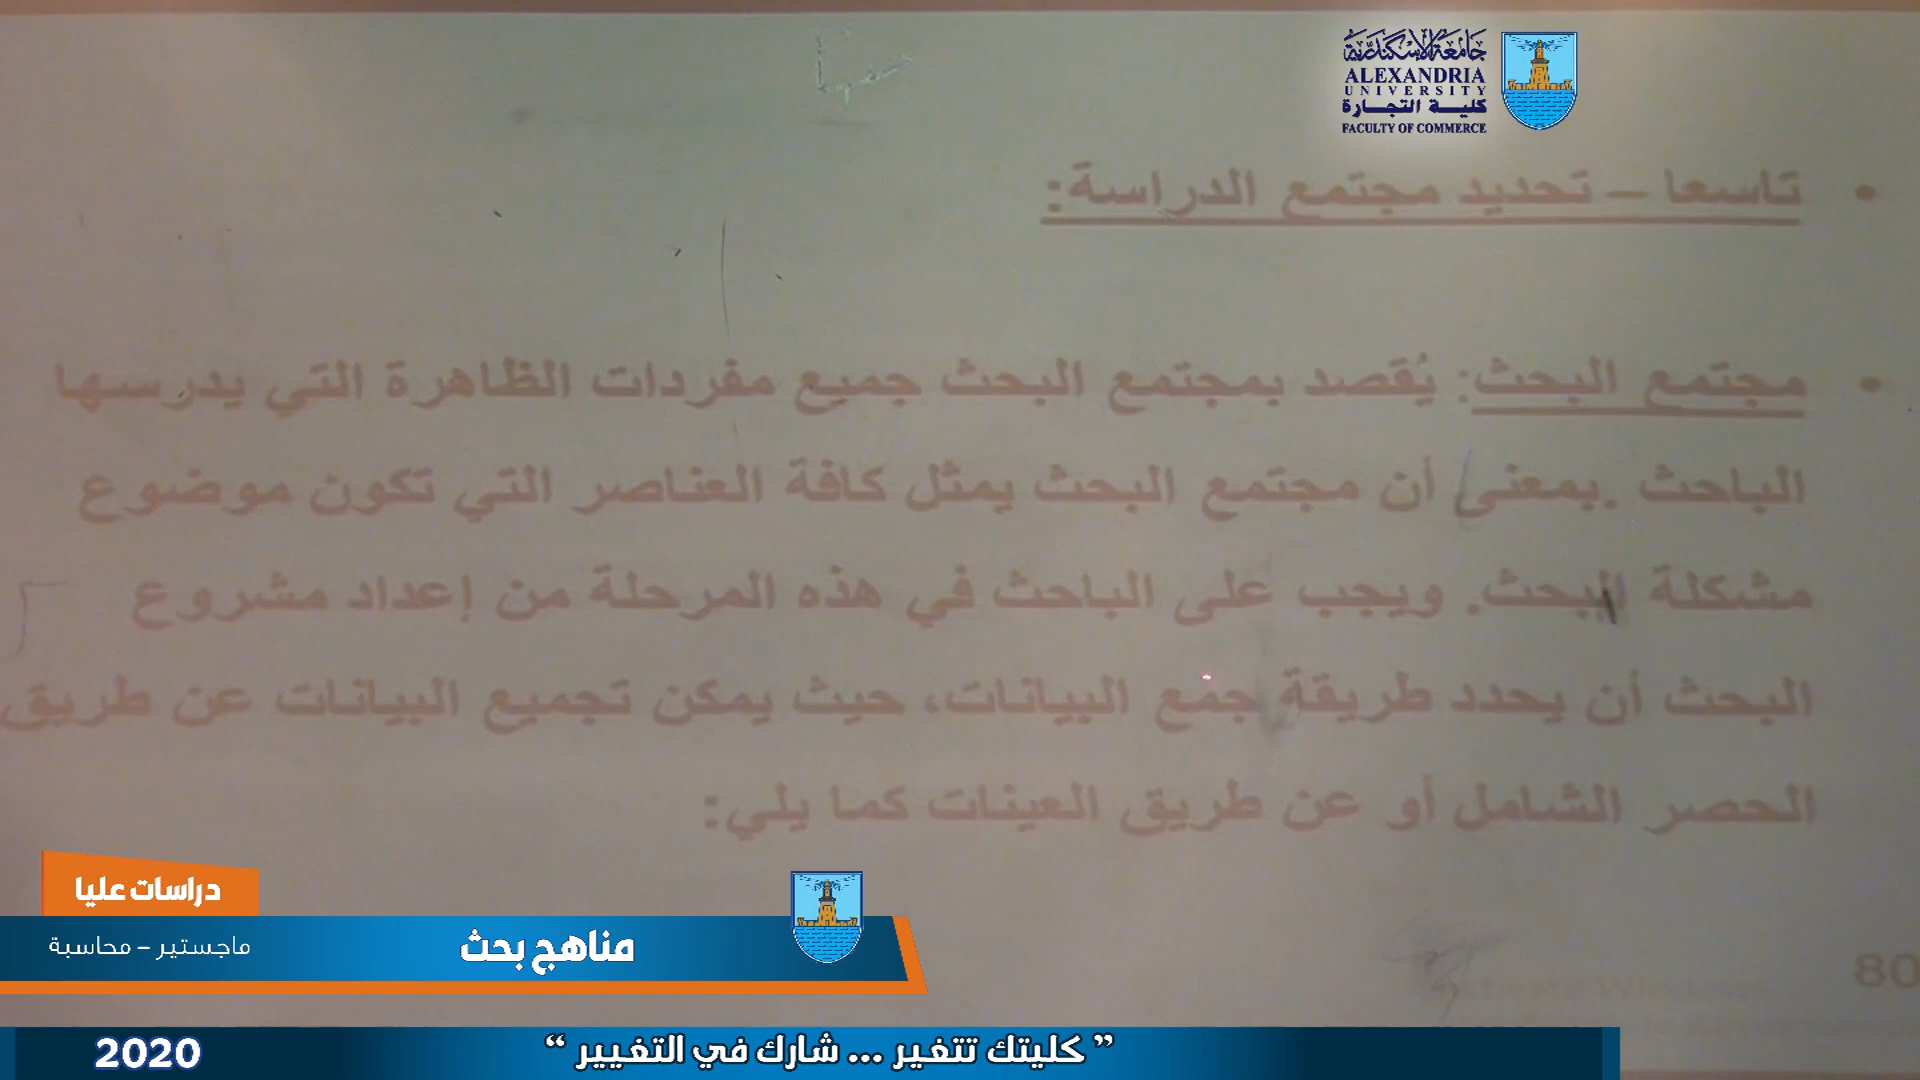 جامعة الإسكندرية
ALEXANDRIA
UNIVERSITY
كلية التجارة
FACULTY OF COMMERCE
• تاسعا – تحديد مجتمع الدراسة:
• مجتمع البحث: يُقصد بمجتمع البحث جميع مفردات الظاهرة التي يدرسها
الباحث .بمعنى أن مجتمع البحث يمثل كافة العناصر التي تكون موضوع
مشكلة البحث. ويجب على الباحث في هذه المرحلة من إعداد مشروع
البحث أن يحدد طريقة جمع البيانات، حيث يمكن تجميع البيانات عن طريق
الحصر الشامل أو عن طريق العينات كما يلي:
80
دراسات عليا
مناهج بحث
ماجستير – محاسبة
” كليتك تتغير ... شارك في التغيير “
2020